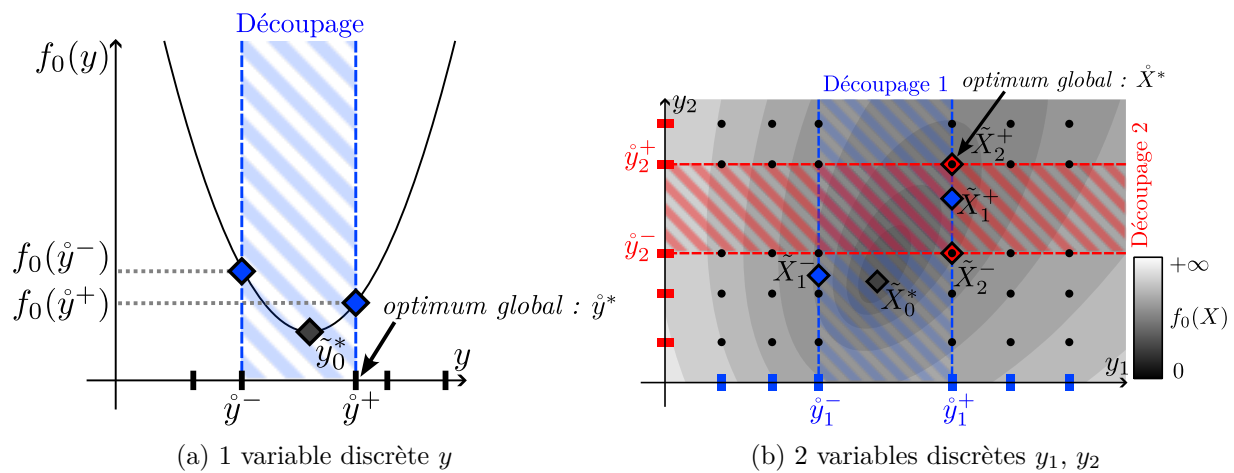 Découpage
f₀(y)
f₀(ẙ⁻)
f₀(ẙ⁺)
optimum global : ẙ*
ỹ₀*
y
ẙ⁻
ẙ⁺
(a) 1 variable discrète y
Découpage 1
optimum global : X̊*
y₂
X̃₂⁺
ẙ₂⁺
X̃₁⁺
Découpage 2
ẙ₂⁻
X̃₁⁻
X̃₂⁻
X̃₀*
+∞
f₀(X)
0
y₁
ẙ₁⁻
ẙ₁⁺
(b) 2 variables discrètes y₁, y₂